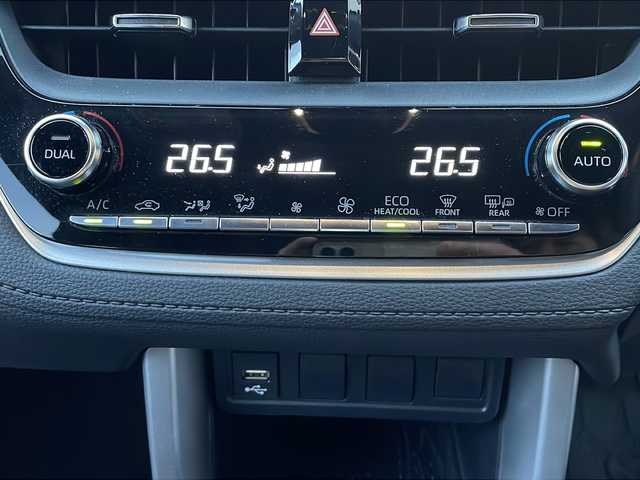 DUAL
26.5
26.5
AUTO
A/C
ECO
HEAT/COOL
FRONT
REAR
OFF